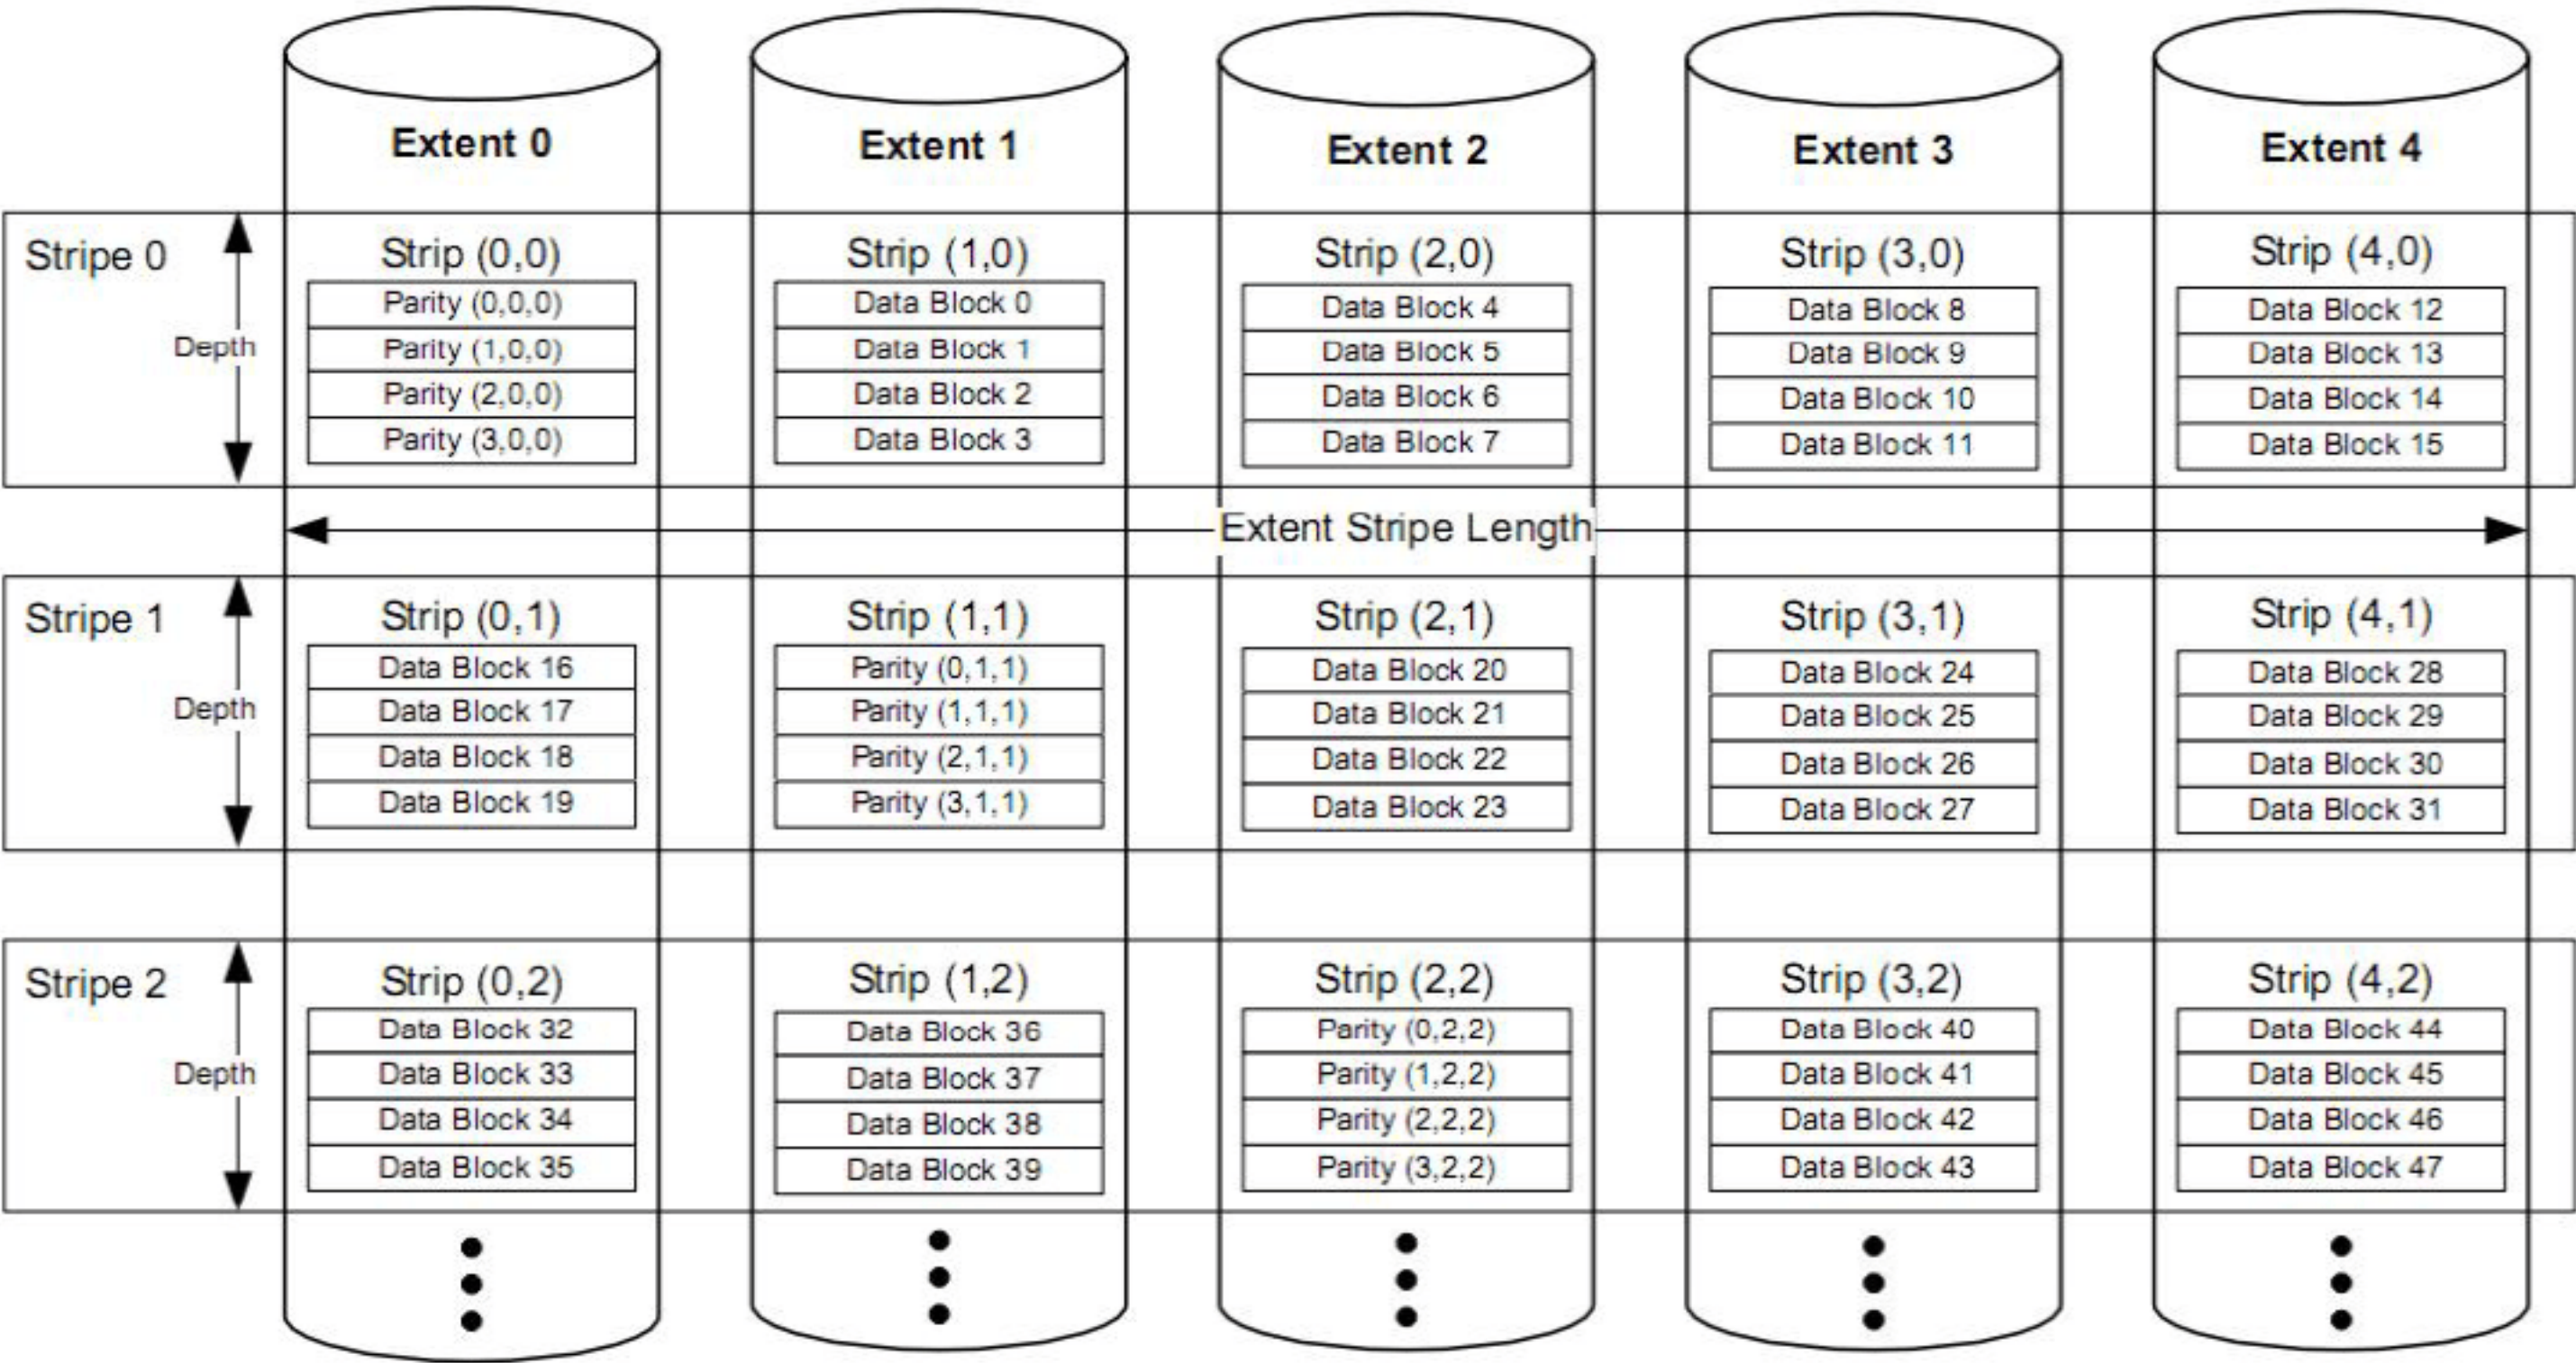 Extent 0
Extent 1
Extent 2
Extent 3
Extent 4
Stripe 0
Depth
Strip (0,0)
Parity (0,0,0)
Parity (1,0,0)
Parity (2,0,0)
Parity (3,0,0)
Strip (1,0)
Data Block 0
Data Block 1
Data Block 2
Data Block 3
Strip (2,0)
Data Block 4
Data Block 5
Data Block 6
Data Block 7
Strip (3,0)
Data Block 8
Data Block 9
Data Block 10
Data Block 11
Strip (4,0)
Data Block 12
Data Block 13
Data Block 14
Data Block 15
Extent Stripe Length
Stripe 1
Depth
Strip (0,1)
Data Block 16
Data Block 17
Data Block 18
Data Block 19
Strip (1,1)
Parity (0,1,1)
Parity (1,1,1)
Parity (2,1,1)
Parity (3,1,1)
Strip (2,1)
Data Block 20
Data Block 21
Data Block 22
Data Block 23
Strip (3,1)
Data Block 24
Data Block 25
Data Block 26
Data Block 27
Strip (4,1)
Data Block 28
Data Block 29
Data Block 30
Data Block 31
Stripe 2
Depth
Strip (0,2)
Data Block 32
Data Block 33
Data Block 34
Data Block 35
Strip (1,2)
Data Block 36
Data Block 37
Data Block 38
Data Block 39
Strip (2,2)
Parity (0,2,2)
Parity (1,2,2)
Parity (2,2,2)
Parity (3,2,2)
Strip (3,2)
Data Block 40
Data Block 41
Data Block 42
Data Block 43
Strip (4,2)
Data Block 44
Data Block 45
Data Block 46
Data Block 47